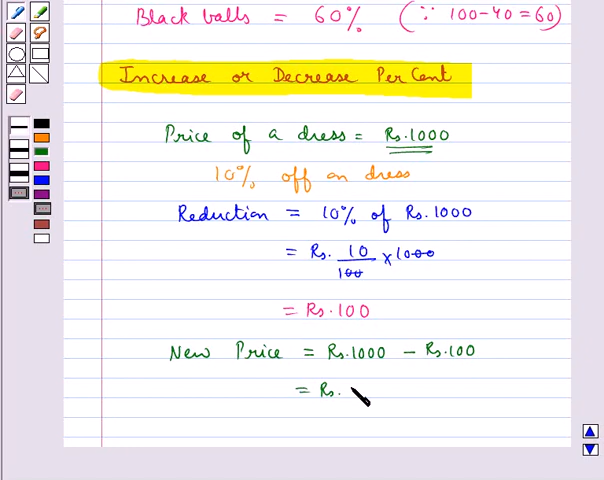 Black balls = 60% (∵ 100-40=60)
Increase or Decrease Per Cent
Price of a dress = Rs.1000
10% off on dress
Reduction = 10% of Rs.1000
= Rs. 10/100 × 1000
= Rs.100
New Price = Rs.1000 - Rs.100
= Rs.